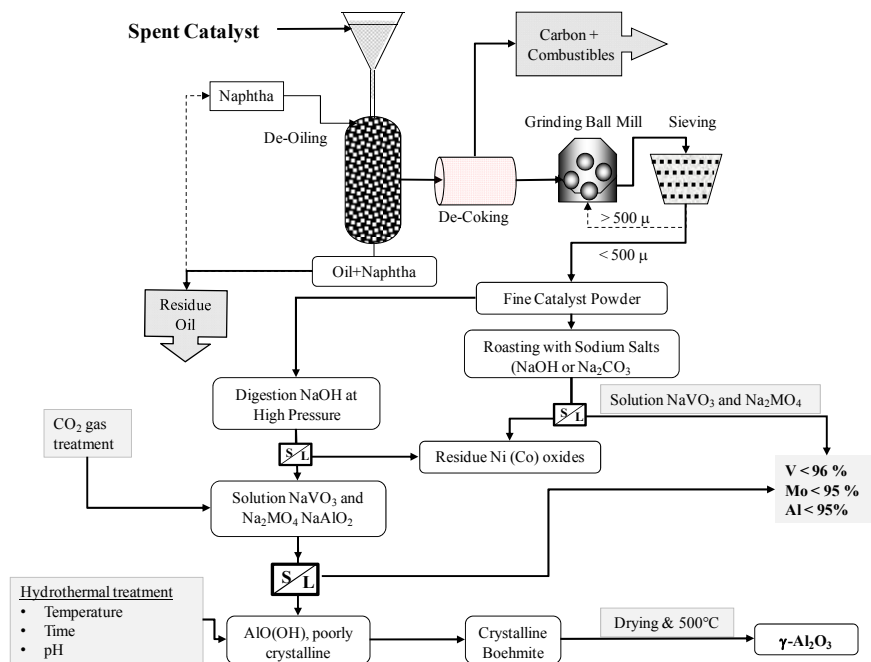 Spent Catalyst
Carbon +
Combustibles
Naphtha
De-Oiling
Grinding Ball Mill
Sieving
De-Coking
> 500 µ
< 500 µ
Oil+Naphtha
Residue
Oil
Fine Catalyst Powder
Roasting with Sodium Salts
(NaOH or Na₂CO₃
Digestion NaOH at
High Pressure
Solution NaVO₃ and Na₂MO₄
S/L
CO₂ gas
treatment
S/L
Residue Ni (Co) oxides
V < 96 %
Mo < 95 %
Al < 95%
Solution NaVO₃ and
Na₂MO₄ NaAlO₂
S/L
Hydrothermal treatment
• Temperature
• Time
• pH
AlO(OH), poorly
crystalline
Crystalline
Boehmite
Drying & 500°C
γ-Al₂O₃